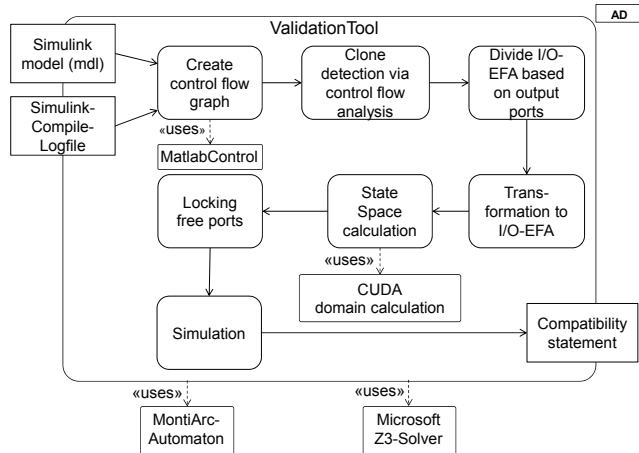 AD
ValidationTool
Simulink
model (mdl)
Simulink-
Compile-
Logfile
Create
control flow
graph
Clone
detection via
control flow
analysis
Divide I/O-
EFA based
on output
ports
«uses»
MatlabControl
Locking
free ports
State
Space
calculation
Trans-
formation to
I/O-EFA
«uses»
CUDA
domain calculation
Simulation
Compatibility
statement
«uses»
«uses»
MontiArc-
Automaton
Microsoft
Z3-Solver